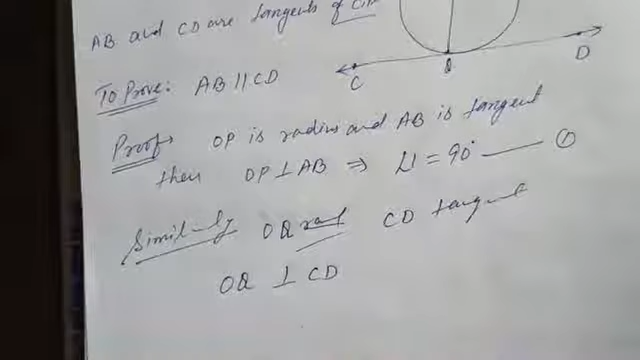 AB and CD are tangents of
C
Q
D
To Prove: AB || CD
Proof OP is radius and AB is tangent
then OP ⊥ AB ⇒ ∠1 = 90° — ①
Similarly OQ rad CD tangent
OQ ⊥ CD